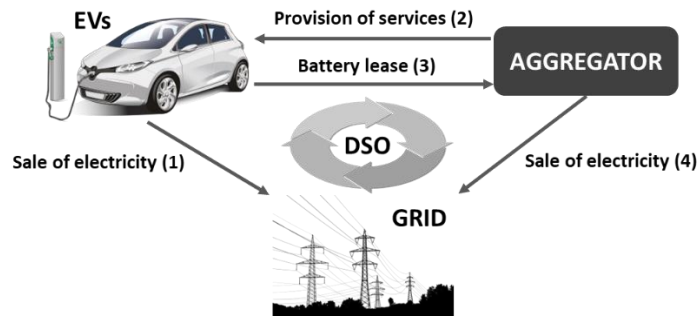 EVs
Provision of services (2)
AGGREGATOR
Battery lease (3)
DSO
Sale of electricity (1)
Sale of electricity (4)
GRID